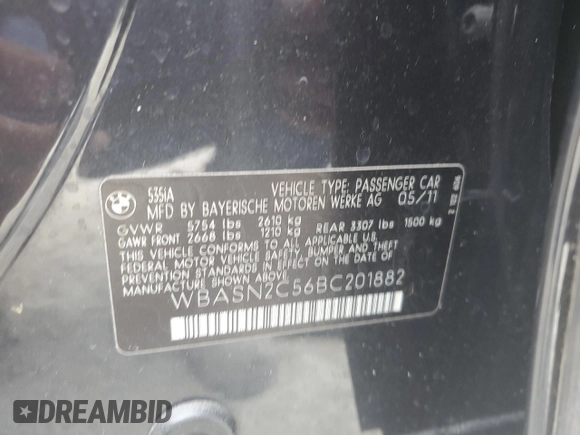 BMW
535iA VEHICLE TYPE: PASSENGER CAR
MFD BY BAYERISCHE MOTOREN WERKE AG 05/11
GVWR 5754 lbs 2610 kg
GAWR FRONT 2668 lbs 1210 kg REAR 3307 lbs 1500 kg
THIS VEHICLE CONFORMS TO ALL APPLICABLE
FEDERAL MOTOR VEHICLE SAFETY, BUMPER AND THEFT
PREVENTION STANDARDS IN EFFECT ON THE DATE OF
MANUFACTURE SHOWN ABOVE.
WBASN2C56BC201882
DREAMBID